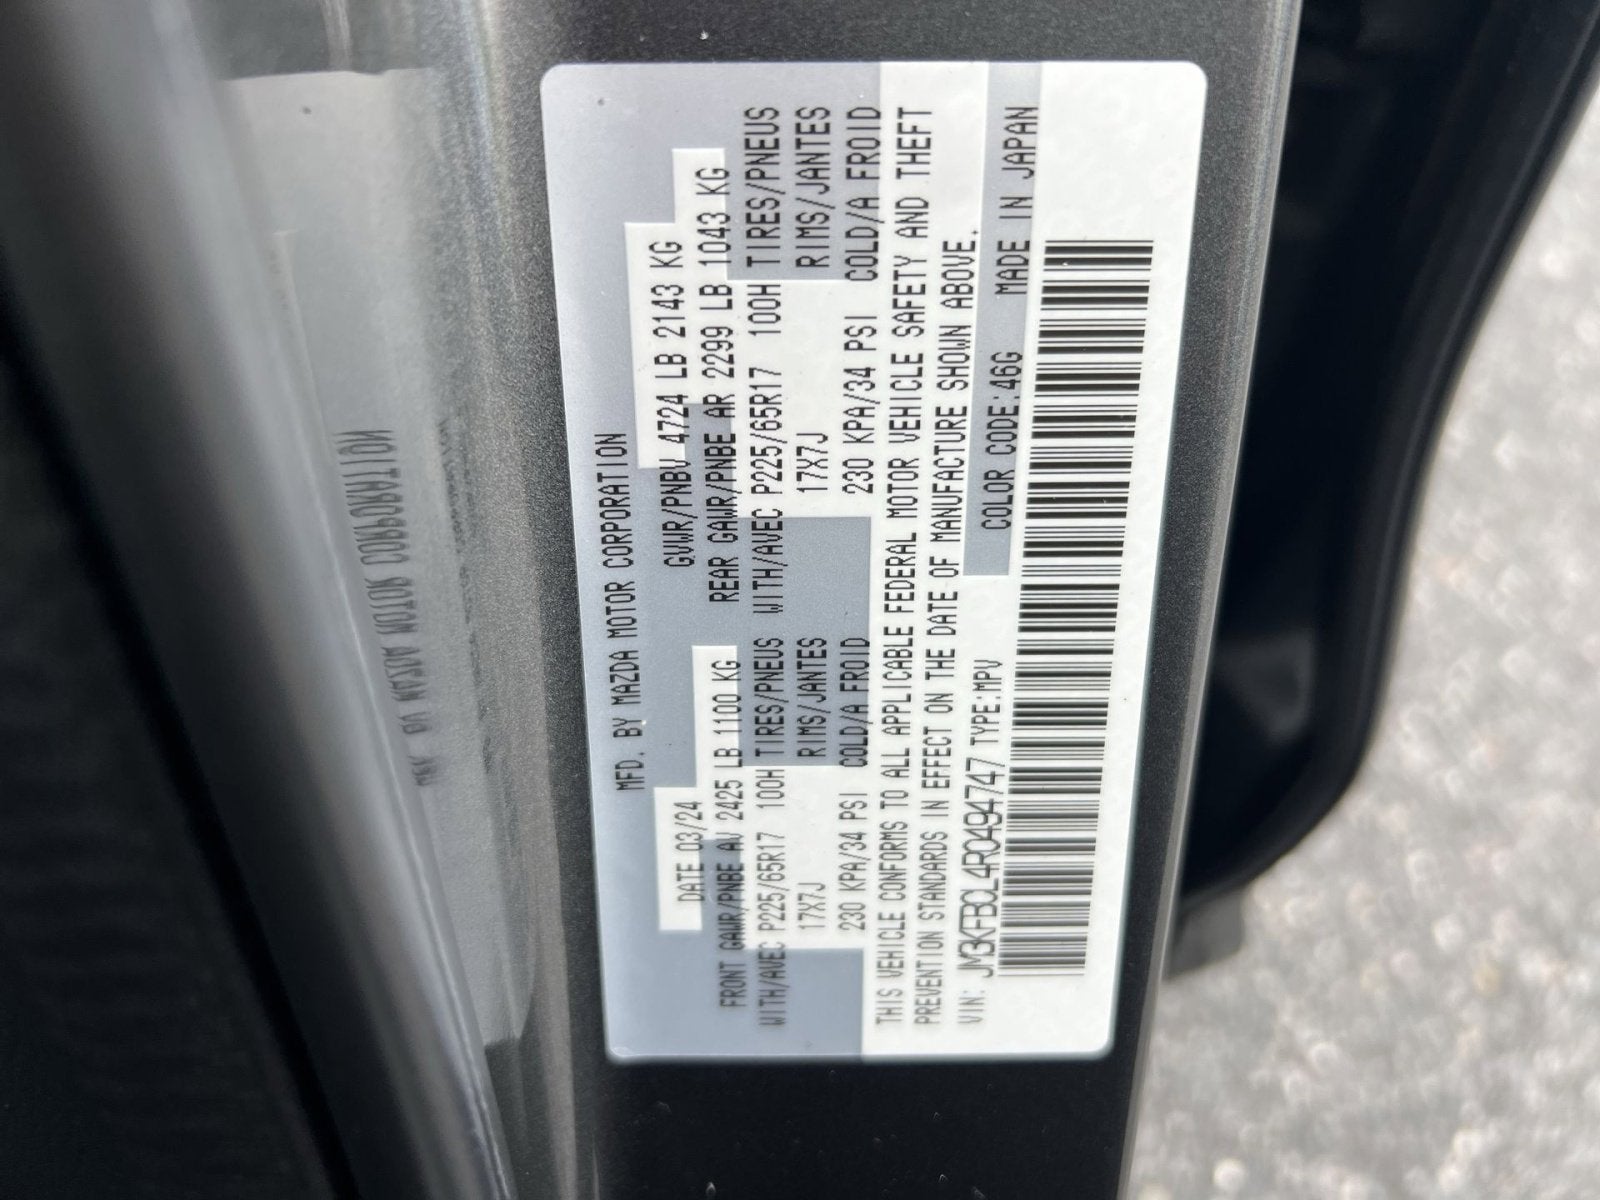 MFD. BY MAZDA MOTOR CORPORATION
DATE 03/24 GVWR/PNBV 4724 LB 2143 KG
FRONT GAWR/PNBE AV 2425 LB 1100 KG REAR GAWR/PNBE AR 2299 LB 1043 KG
WITH/AVEC P225/65R17 100H TIRES/PNEUS WITH/AVEC P225/65R17 100H TIRES/PNEUS
17X7J RIMS/JANTES 17X7J RIMS/JANTES
230 KPA/34 PSI COLD/A FROID 230 KPA/34 PSI COLD/A FROID
THIS VEHICLE CONFORMS TO ALL APPLICABLE FEDERAL MOTOR VEHICLE SAFETY AND THEFT
PREVENTION STANDARDS IN EFFECT ON THE DATE OF MANUFACTURE SHOWN ABOVE.
VIN: JM3KFBCL4R0494747 TYPE:MPV COLOR CODE:46G MADE IN JAPAN